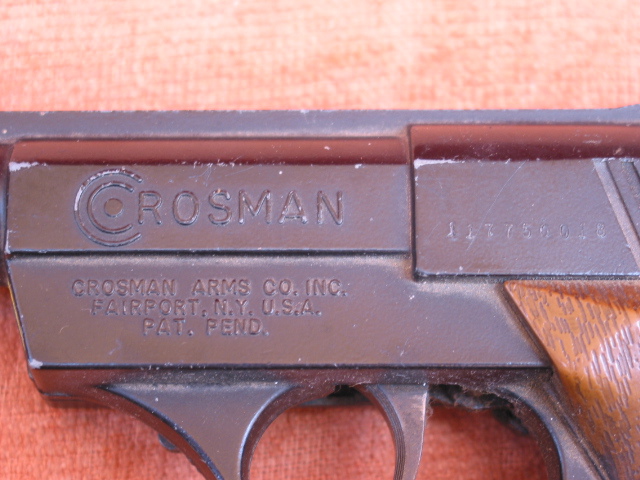 CROSMAN
CROSMAN ARMS CO. INC.
FAIRPORT, N.Y. U.S.A.
PAT. PEND.